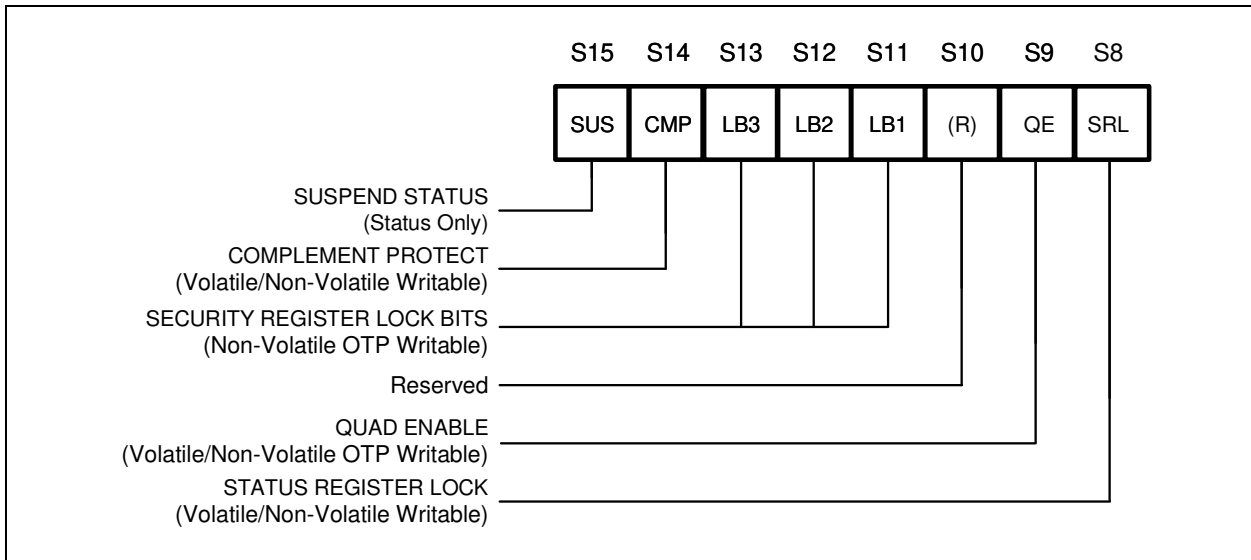 S15 S14 S13 S12 S11 S10 S9 S8
SUS CMP LB3 LB2 LB1 (R) QE SRL
SUSPEND STATUS
(Status Only)
COMPLEMENT PROTECT
(Volatile/Non-Volatile Writable)
SECURITY REGISTER LOCK BITS
(Non-Volatile OTP Writable)
Reserved
QUAD ENABLE
(Volatile/Non-Volatile OTP Writable)
STATUS REGISTER LOCK
(Volatile/Non-Volatile Writable)